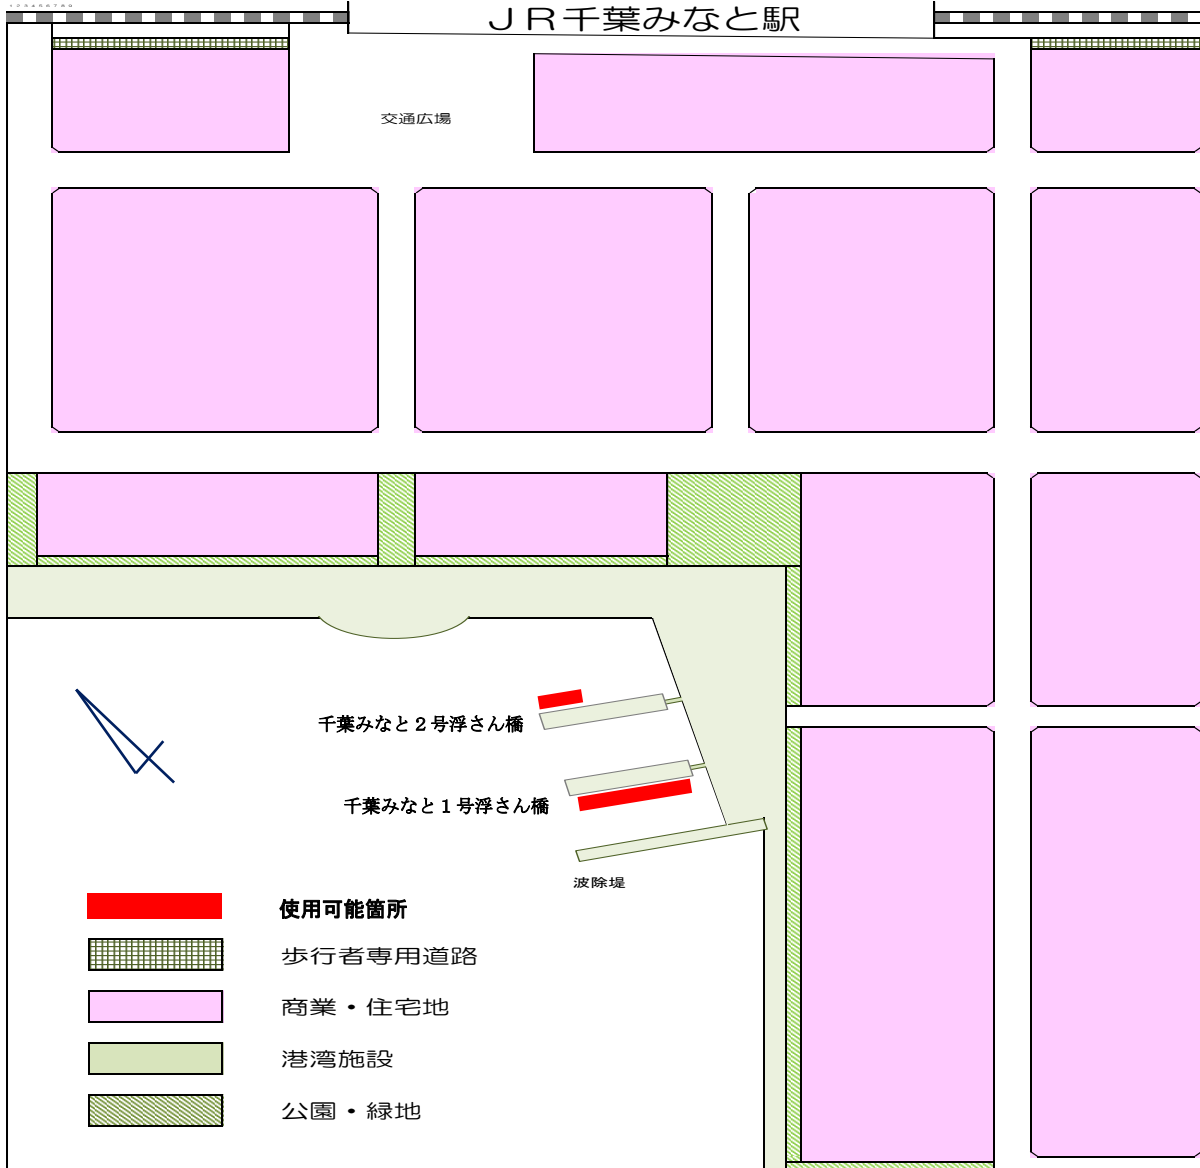 ＪＲ千葉みなと駅
交通広場
千葉みなと２号浮さん橋
千葉みなと１号浮さん橋
波除堤
使用可能箇所
歩行者専用道路
商業・住宅地
港湾施設
公園・緑地